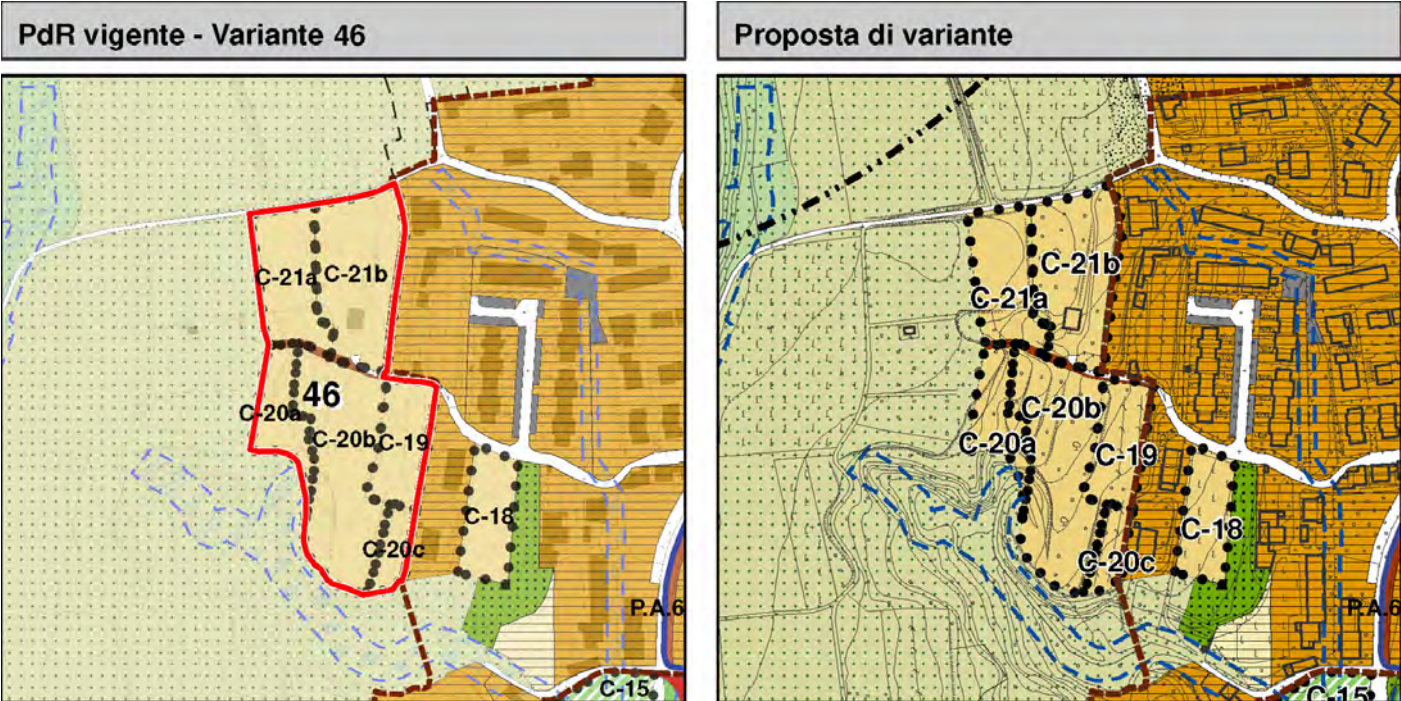 PdR vigente - Variante 46
C-21a
C-21b
46
C-20a
C-20b
C-19
C-18
C-20c
P.A.6
C-15
Proposta di variante
C-21b
C-21a
C-20b
C-20a
C-19
C-18
C-20c
P.A.6
C-15